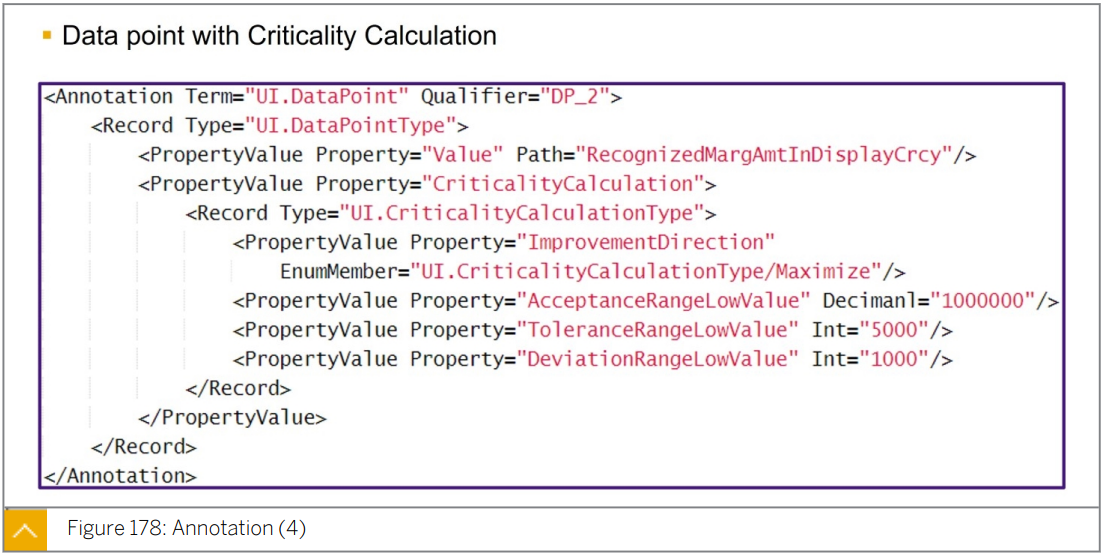 ▪ Data point with Criticality Calculation
<Annotation Term="UI.DataPoint" Qualifier="DP_2">
<Record Type="UI.DataPointType">
<PropertyValue Property="Value" Path="RecognizedMargAmtInDisplayCrcy"/>
<PropertyValue Property="CriticalityCalculation">
<Record Type="UI.CriticalityCalculationType">
<PropertyValue Property="ImprovementDirection"
EnumMember="UI.CriticalityCalculationType/Maximize"/>
<PropertyValue Property="AcceptanceRangeLowValue" Decimanl="1000000"/>
<PropertyValue Property="ToleranceRangeLowValue" Int="5000"/>
<PropertyValue Property="DeviationRangeLowValue" Int="1000"/>
</Record>
</PropertyValue>
</Record>
</Annotation>
Figure 178: Annotation (4)